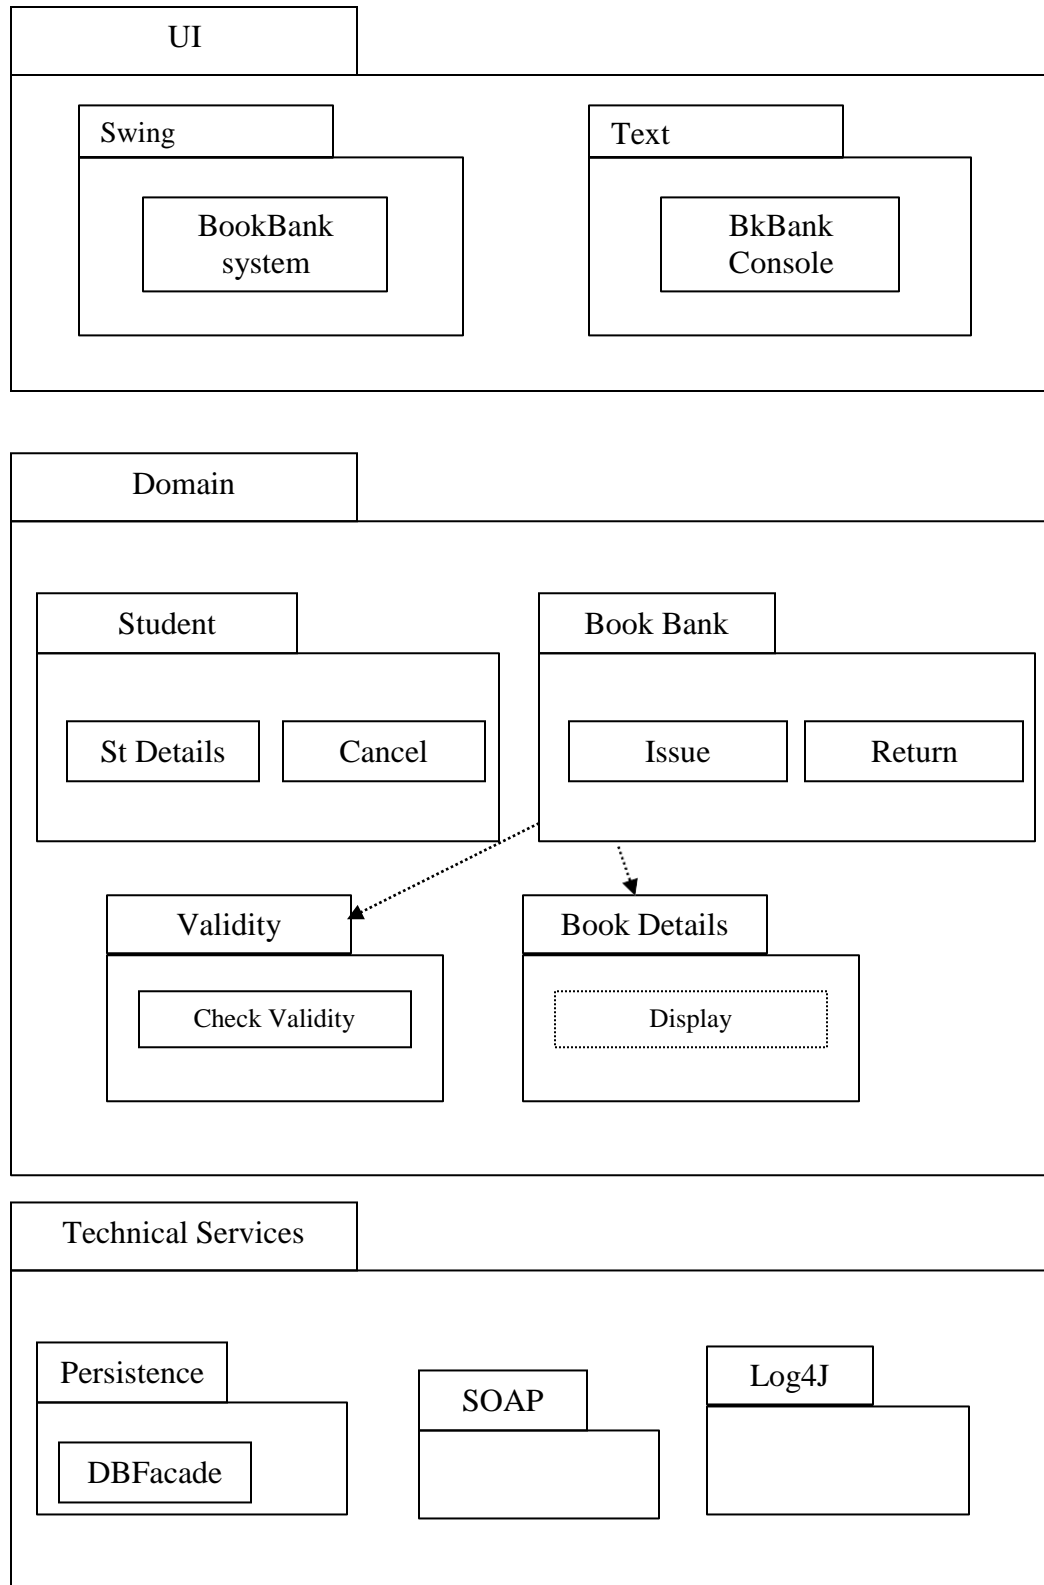 UI
Swing
Text
BookBank
system
BkBank
Console
Domain
Student
Book Bank
St Details
Cancel
Issue
Return
Validity
Book Details
Check Validity
Display
Technical Services
Persistence
SOAP
Log4J
DBFacade